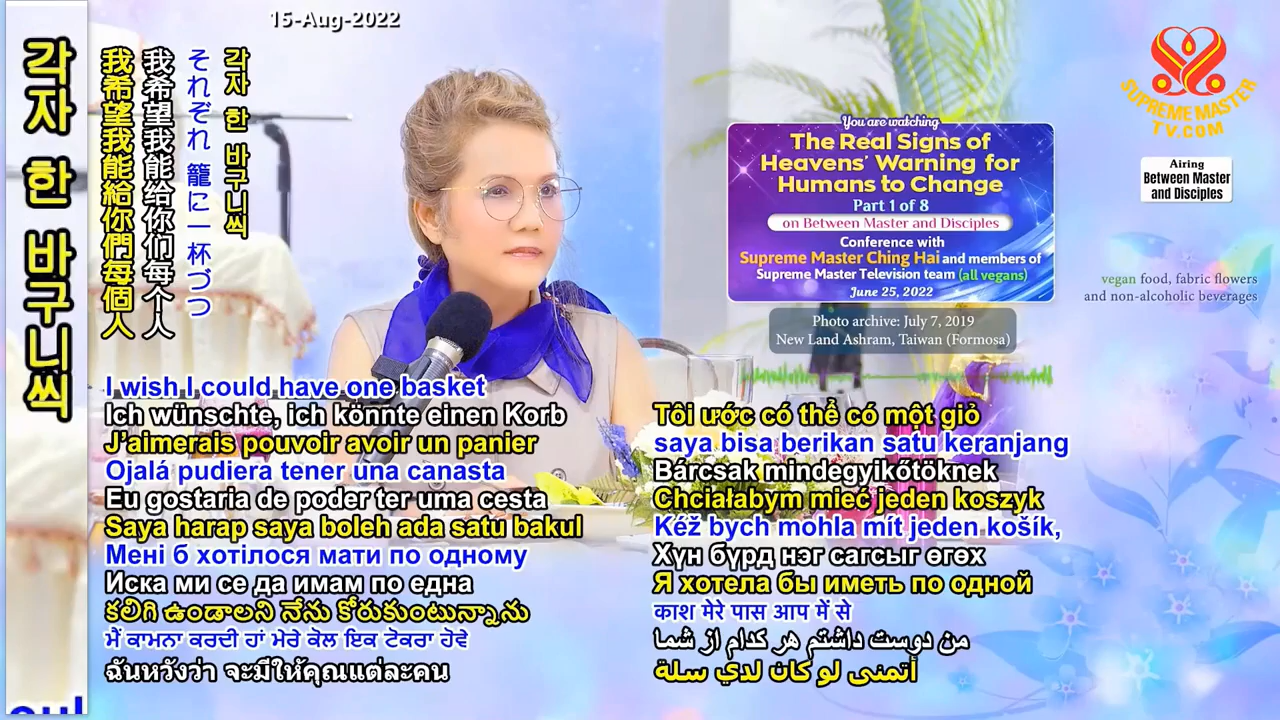 15-Aug-2022
각자 한 바구니씩
我希望我能給你們每個人
我希望我能给你们每个人
それぞれ 籠に一杯づつ
각자 한 바구니씩
You are watching
The Real Signs of
Heavens' Warning for
Humans to Change
Part 1 of 8
on Between Master and Disciples
Conference with
Supreme Master Ching Hai and members of
Supreme Master Television team (all vegans)
June 25, 2022
Photo archive: July 7, 2019
New Land Ashram, Taiwan (Formosa)
SUPREME MASTER
TV.COM
Airing
Between Master
and Disciples
vegan food, fabric flowers
and non-alcoholic beverages
I wish I could have one basket
Ich wünschte, ich könnte einen Korb
J'aimerais pouvoir avoir un panier
Ojalá pudiera tener una canasta
Eu gostaria de poder ter uma cesta
Saya harap saya boleh ada satu bakul
Мені б хотілося мати по одному
Иска ми се да имам по една
కలిగి ఉండాలని నేను కోరుకుంటున్నాను
ਮੈਂ ਕਾਮਨਾ ਕਰਦੀ ਹਾਂ ਮੇਰੇ ਕੋਲ ਇਕ ਟੋਕਰਾ ਹੋਵੇ
ฉันหวังว่า จะมีให้คุณแต่ละคน
Tôi ước có thể có một giỏ
saya bisa berikan satu keranjang
Bárcsak mindegyikőtöknek
Chciałabym mieć jeden koszyk
Kéž bych mohla mít jeden košík,
Хүн бүрд нэг сагсыг өгөх
Я хотела бы иметь по одной
काश मेरे पास आप में से
من دوست داشتم هر کدام از شما
أتمنى لو كان لدي سلة